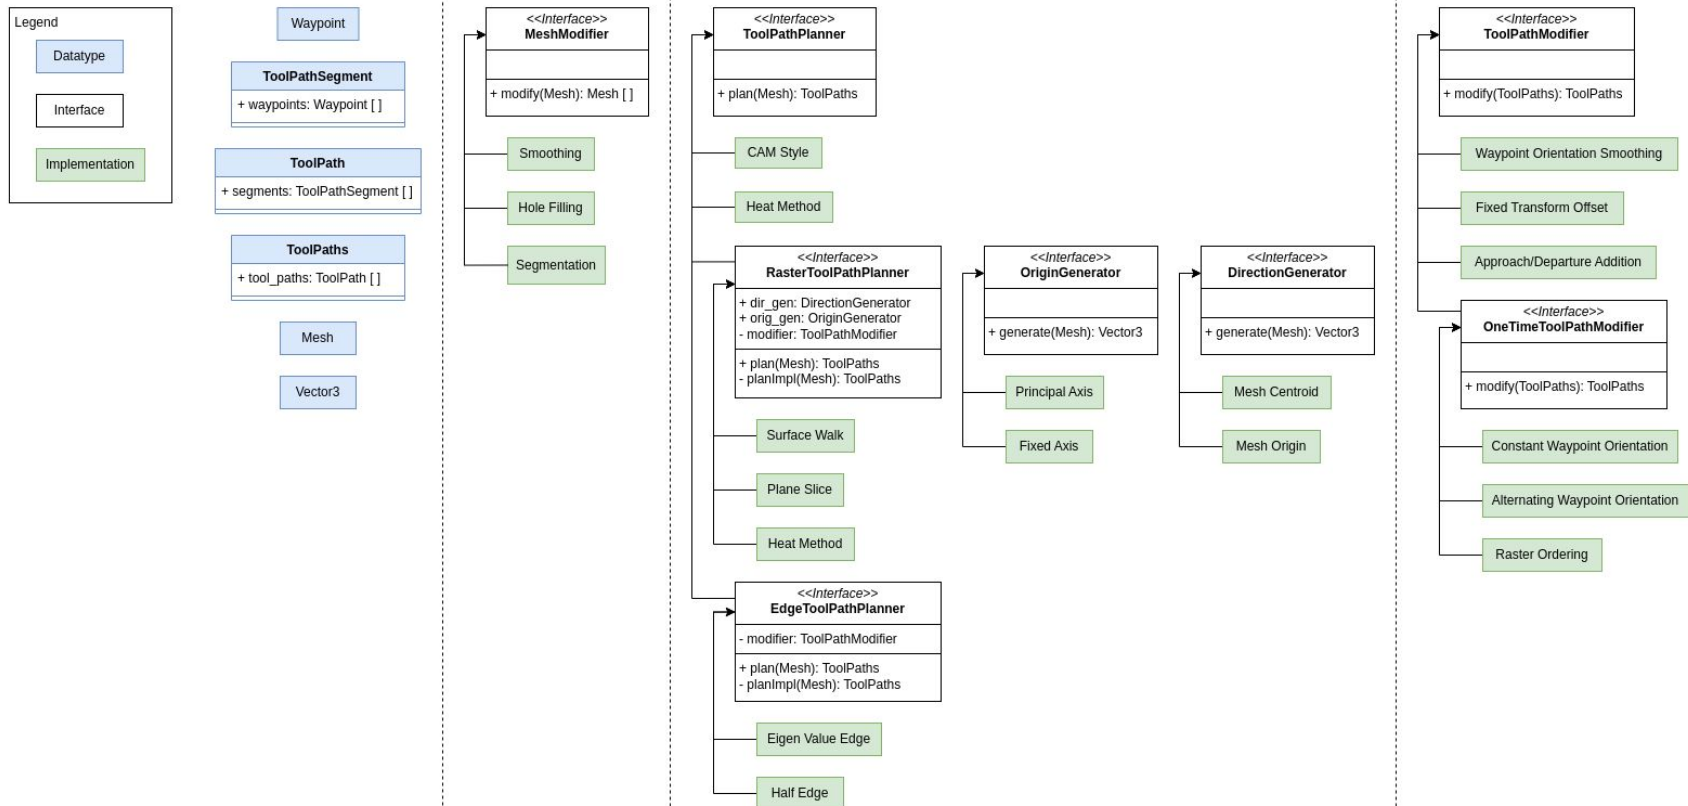 Legend
Datatype
Interface
Implementation
Waypoint
ToolPathSegment
+ waypoints: Waypoint [ ]
ToolPath
+ segments: ToolPathSegment [ ]
ToolPaths
+ tool_paths: ToolPath [ ]
Mesh
Vector3
<<Interface>>
MeshModifier
+ modify(Mesh): Mesh [ ]
Smoothing
Hole Filling
Segmentation
<<Interface>>
ToolPathPlanner
+ plan(Mesh): ToolPaths
CAM Style
Heat Method
<<Interface>>
RasterToolPathPlanner
+ dir_gen: DirectionGenerator
+ orig_gen: OriginGenerator
- modifier: ToolPathModifier
+ plan(Mesh): ToolPaths
- planImpl(Mesh): ToolPaths
Surface Walk
Plane Slice
Heat Method
<<Interface>>
EdgeToolPathPlanner
- modifier: ToolPathModifier
+ plan(Mesh): ToolPaths
- planImpl(Mesh): ToolPaths
Eigen Value Edge
Half Edge
<<Interface>>
OriginGenerator
+ generate(Mesh): Vector3
Principal Axis
Fixed Axis
<<Interface>>
DirectionGenerator
+ generate(Mesh): Vector3
Mesh Centroid
Mesh Origin
<<Interface>>
ToolPathModifier
+ modify(ToolPaths): ToolPaths
Waypoint Orientation Smoothing
Fixed Transform Offset
Approach/Departure Addition
<<Interface>>
OneTimeToolPathModifier
+ modify(ToolPaths): ToolPaths
Constant Waypoint Orientation
Alternating Waypoint Orientation
Raster Ordering